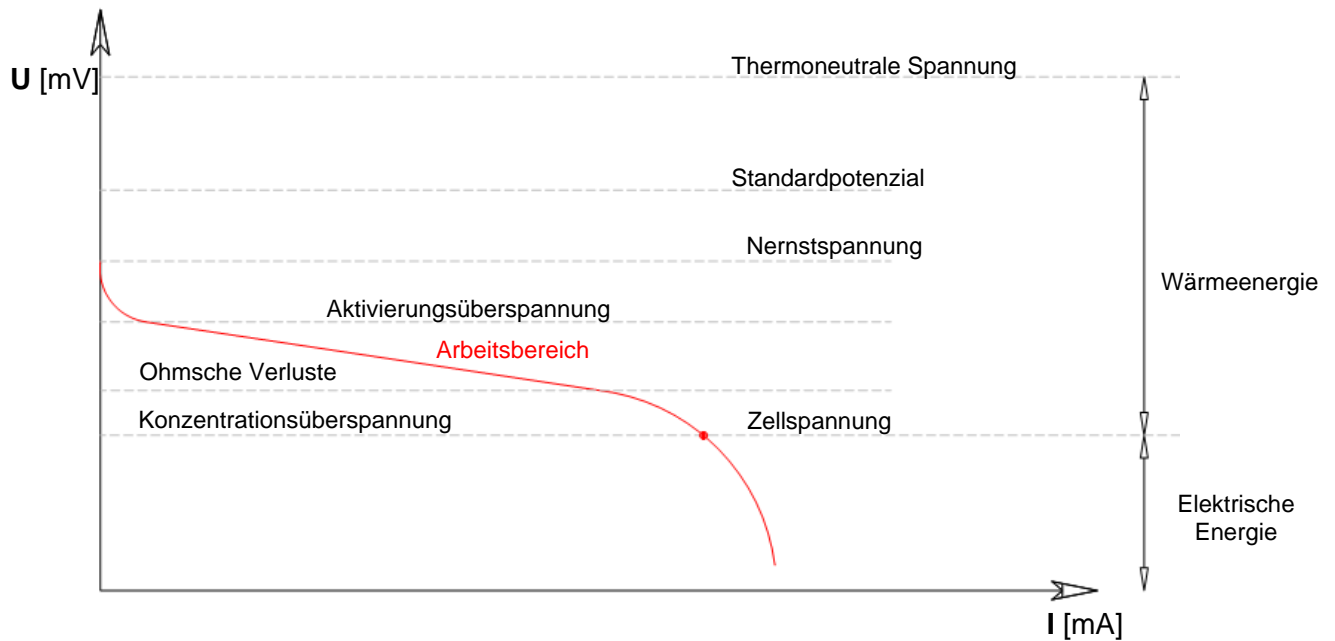 Thermoneutrale Spannung
U [mV]
Standardpotenzial
Nernstspannung
Wärmeenergie
Aktivierungsüberspannung
Arbeitsbereich
Ohmsche Verluste
Konzentrationsüberspannung
Zellspannung
Elektrische
Energie
I [mA]